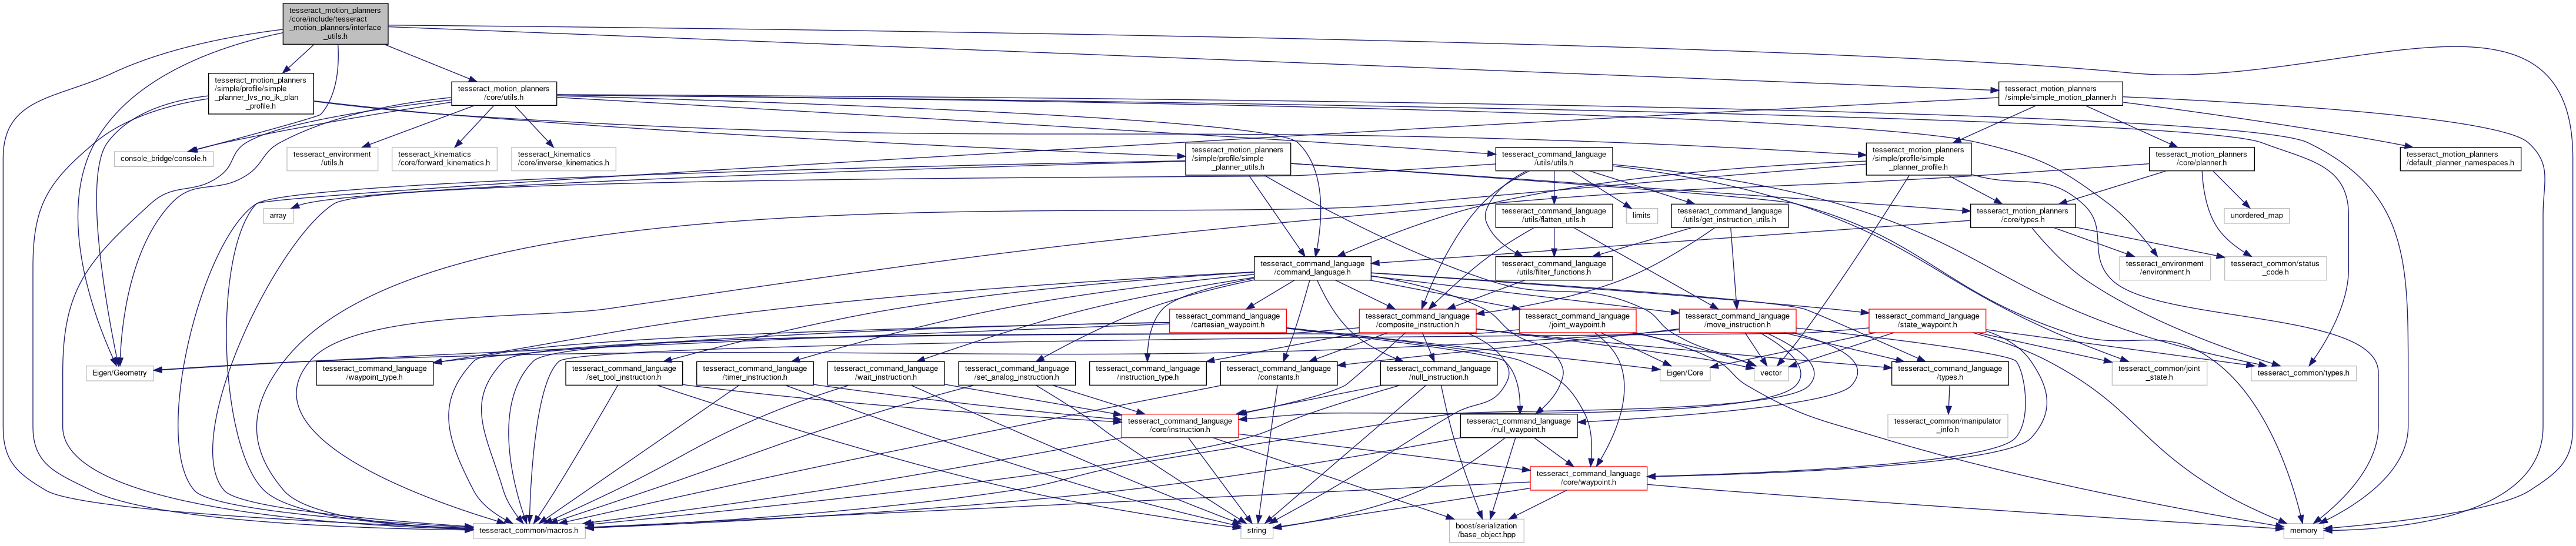 tesseract_motion_planners
/core/include/tesseract
_motion_planners/interface
_utils.h
tesseract_motion_planners
/simple/profile/simple
_planner_lvs_no_ik_plan
_profile.h
tesseract_motion_planners
/core/utils.h
tesseract_motion_planners
/simple/simple_motion_planner.h
console_bridge/console.h
tesseract_environment
/utils.h
tesseract_kinematics
/core/forward_kinematics.h
tesseract_kinematics
/core/inverse_kinematics.h
tesseract_motion_planners
/simple/profile/simple
_planner_utils.h
tesseract_command_language
/utils/utils.h
tesseract_motion_planners
/simple/profile/simple
_planner_profile.h
tesseract_motion_planners
/core/planner.h
tesseract_motion_planners
/default_planner_namespaces.h
array
tesseract_command_language
/utils/flatten_utils.h
limits
tesseract_command_language
/utils/get_instruction_utils.h
tesseract_motion_planners
/core/types.h
unordered_map
tesseract_command_language
/command_language.h
tesseract_command_language
/utils/filter_functions.h
tesseract_environment
/environment.h
tesseract_common/status
_code.h
tesseract_command_language
/cartesian_waypoint.h
tesseract_command_language
/composite_instruction.h
tesseract_command_language
/joint_waypoint.h
tesseract_command_language
/move_instruction.h
tesseract_command_language
/state_waypoint.h
Eigen/Geometry
tesseract_command_language
/waypoint_type.h
tesseract_command_language
/set_tool_instruction.h
tesseract_command_language
/timer_instruction.h
tesseract_command_language
/wait_instruction.h
tesseract_command_language
/set_analog_instruction.h
tesseract_command_language
/instruction_type.h
tesseract_command_language
/constants.h
tesseract_command_language
/null_instruction.h
Eigen/Core
vector
tesseract_command_language
/types.h
tesseract_common/joint
_state.h
tesseract_common/types.h
tesseract_command_language
/core/instruction.h
tesseract_command_language
/null_waypoint.h
tesseract_common/manipulator
_info.h
tesseract_command_language
/core/waypoint.h
tesseract_common/macros.h
string
boost/serialization
/base_object.hpp
memory